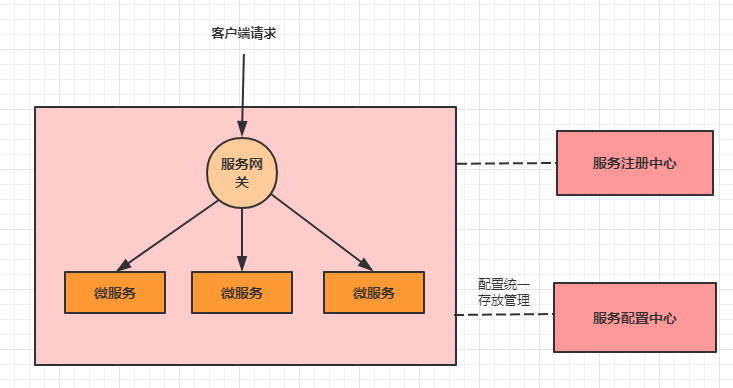 客户端请求
服务网
关
服务注册中心
微服务
微服务
微服务
配置统一
存放管理
服务配置中心